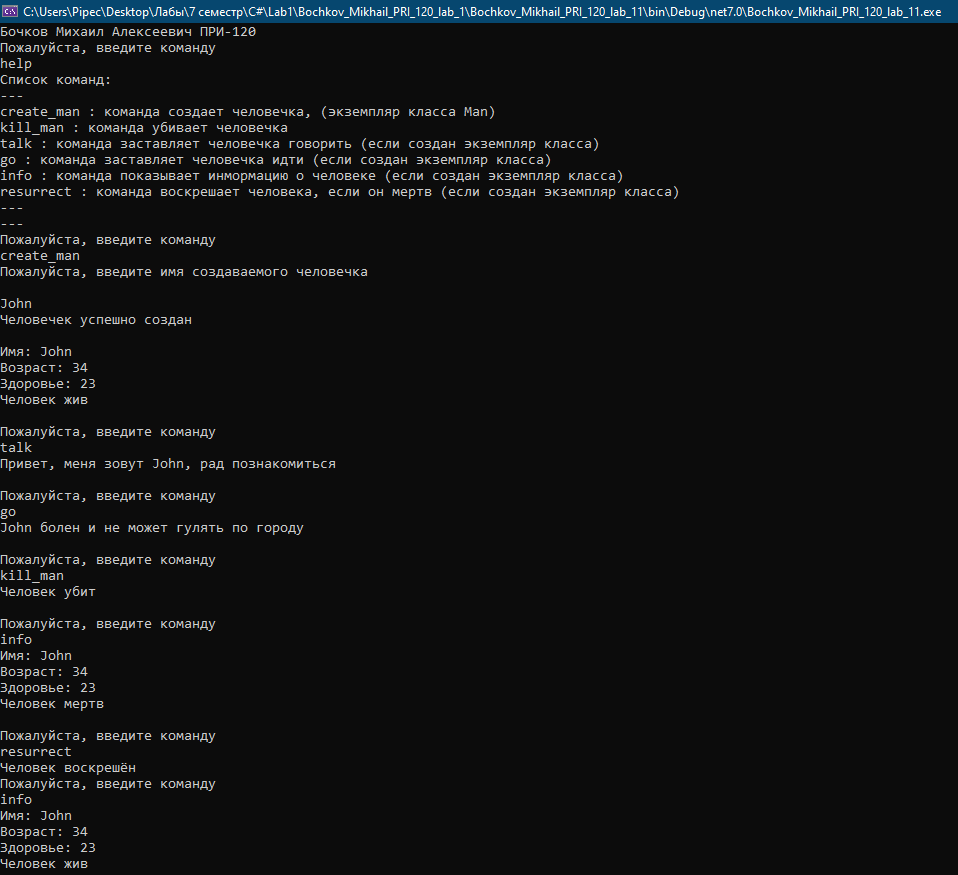 C:\Users\Pipec\Desktop\Лабы\7 семестр\C#\Lab1\Bochkov_Mikhail_PRI_120_lab_1\Bochkov_Mikhail_PRI_120_lab_11\bin\Debug\net7.0\Bochkov_Mikhail_PRI_120_lab_11.exe
Бочков Михаил Алексеевич ПРИ-120
Пожалуйста, введите команду
help
Список команд:
---
create_man : команда создает человечка, (экземпляр класса Man)
kill_man : команда убивает человечка
talk : команда заставляет человечка говорить (если создан экземпляр класса)
go : команда заставляет человечка идти (если создан экземпляр класса)
info : команда показывает инмормацию о человеке (если создан экземпляр класса)
resurrect : команда воскрешает человека, если он мертв (если создан экземпляр класса)
---
---
Пожалуйста, введите команду
create_man
Пожалуйста, введите имя создаваемого человечка
John
Человечек успешно создан
Имя: John
Возраст: 34
Здоровье: 23
Человек жив
Пожалуйста, введите команду
talk
Привет, меня зовут John, рад познакомиться
Пожалуйста, введите команду
go
John болен и не может гулять по городу
Пожалуйста, введите команду
kill_man
Человек убит
Пожалуйста, введите команду
info
Имя: John
Возраст: 34
Здоровье: 23
Человек мертв
Пожалуйста, введите команду
resurrect
Человек воскрешён
Пожалуйста, введите команду
info
Имя: John
Возраст: 34
Здоровье: 23
Человек жив